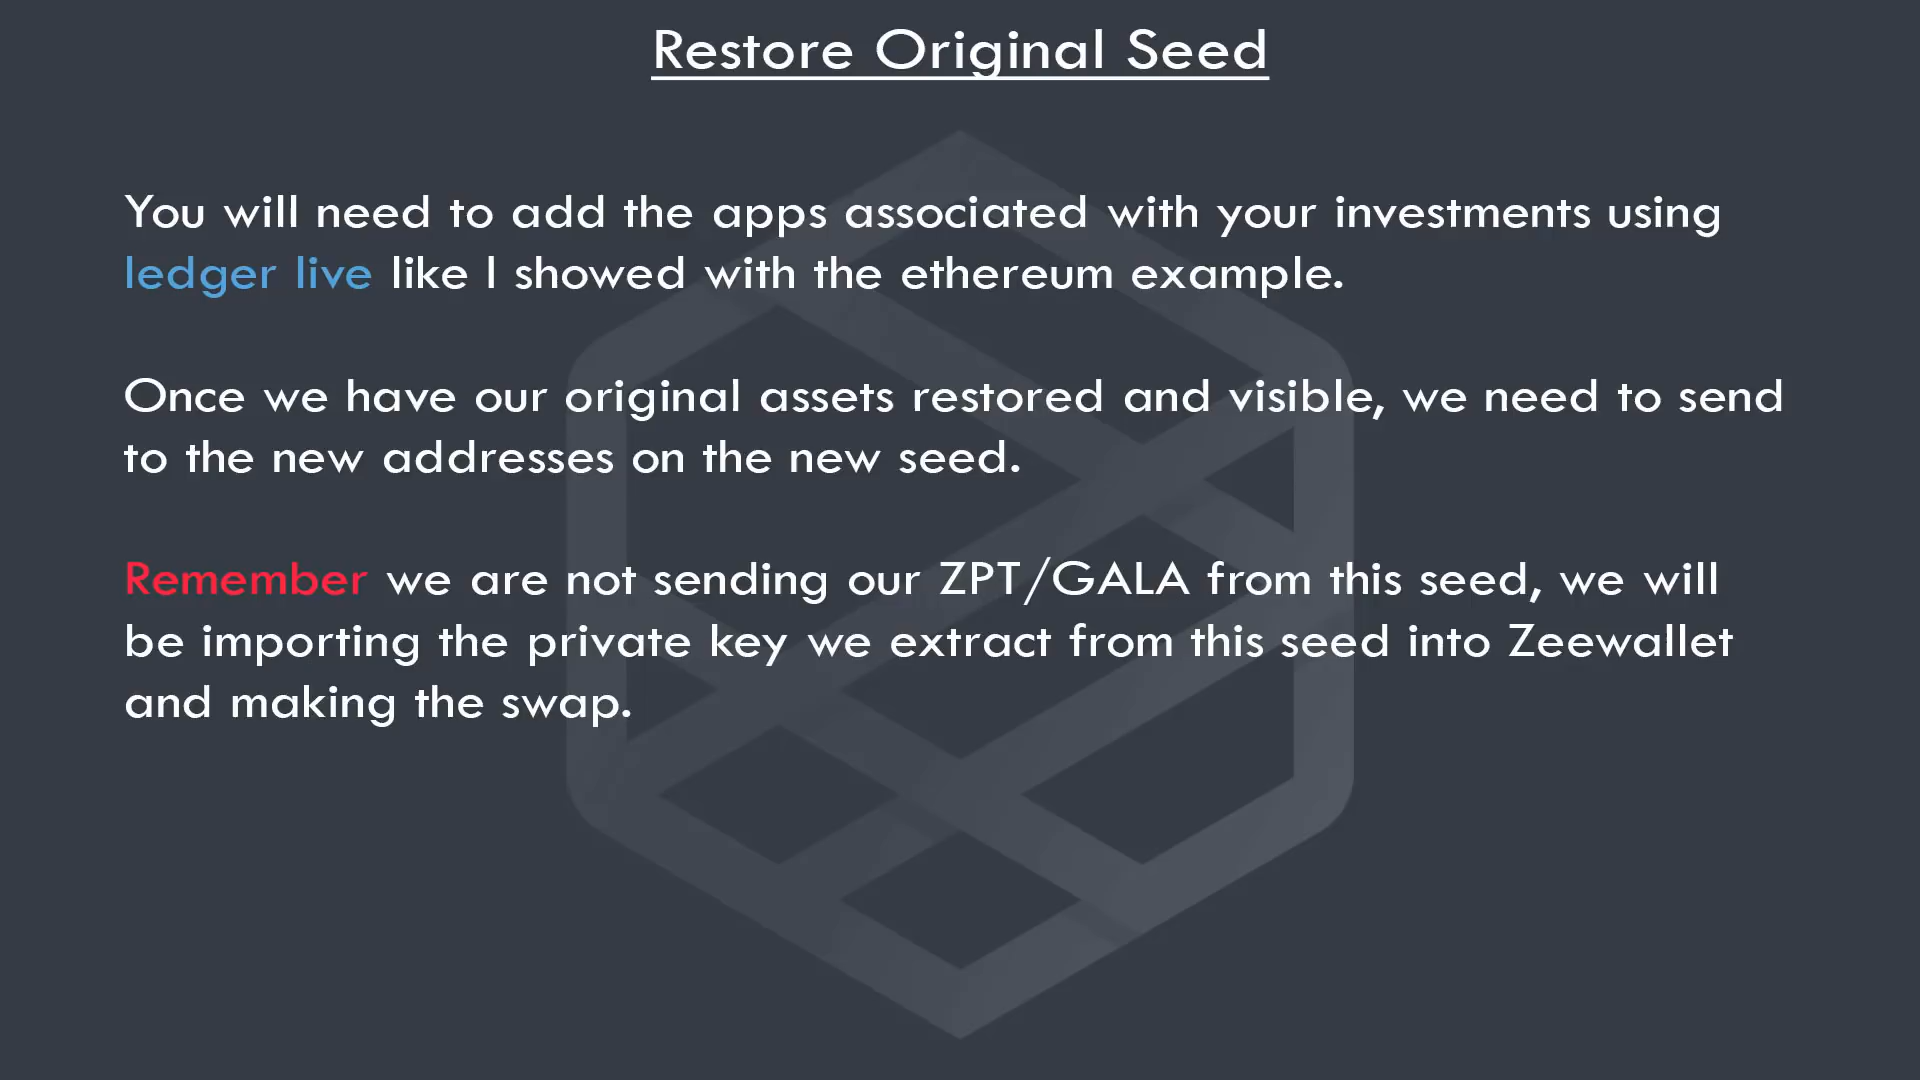 Restore Original Seed
You will need to add the apps associated with your investments using
ledger live like I showed with the ethereum example.
Once we have our original assets restored and visible, we need to send
to the new addresses on the new seed.
Remember we are not sending our ZPT/GALA from this seed, we will
be importing the private key we extract from this seed into Zeewallet
and making the swap.